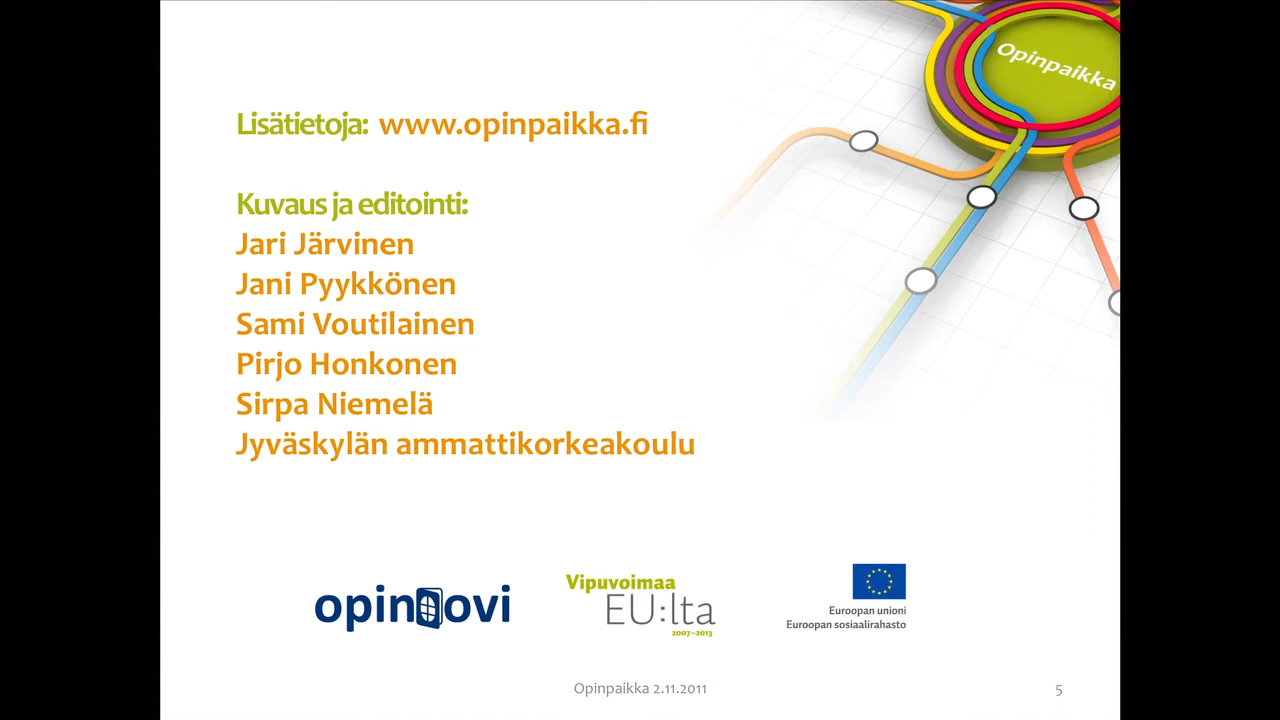 Opinpaikka
Lisätietoja: www.opinpaikka.fi
Kuvaus ja editointi:
Jari Järvinen
Jani Pyykkönen
Sami Voutilainen
Pirjo Honkonen
Sirpa Niemelä
Jyväskylän ammattikorkeakoulu
opinovi
Vipuvoimaa
EU:lta
2007–2013
Euroopan unioni
Euroopan sosiaalirahasto
Opinpaikka 2.11.2011
5